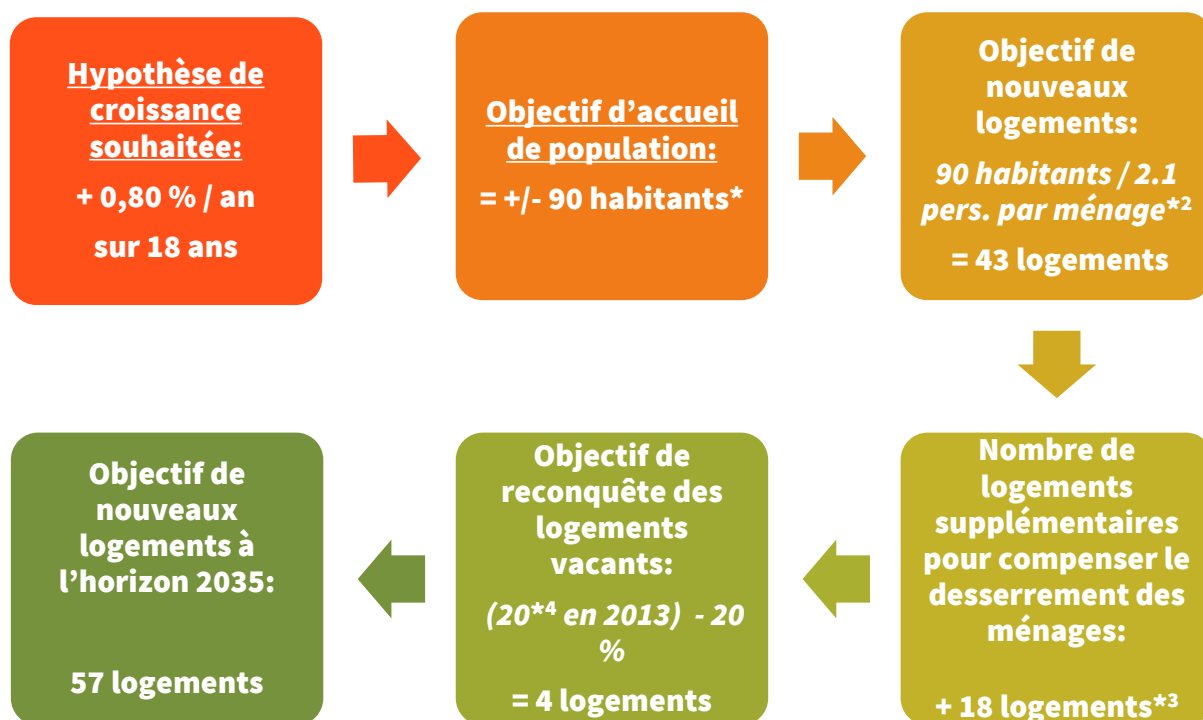 Hypothèse de
croissance
souhaitée:
+ 0,80 % / an
sur 18 ans
Objectif d’accueil
de population:
= +/- 90 habitants*
Objectif de
nouveaux
logements:
90 habitants / 2.1
pers. par ménage*2
= 43 logements
Nombre de
logements
supplémentaires
pour compenser le
desserrement des
ménages:
+ 18 logements*3
Objectif de
reconquête des
logements
vacants:
(20*4 en 2013) - 20
%
= 4 logements
Objectif de
nouveaux
logements à
l’horizon 2035:
57 logements